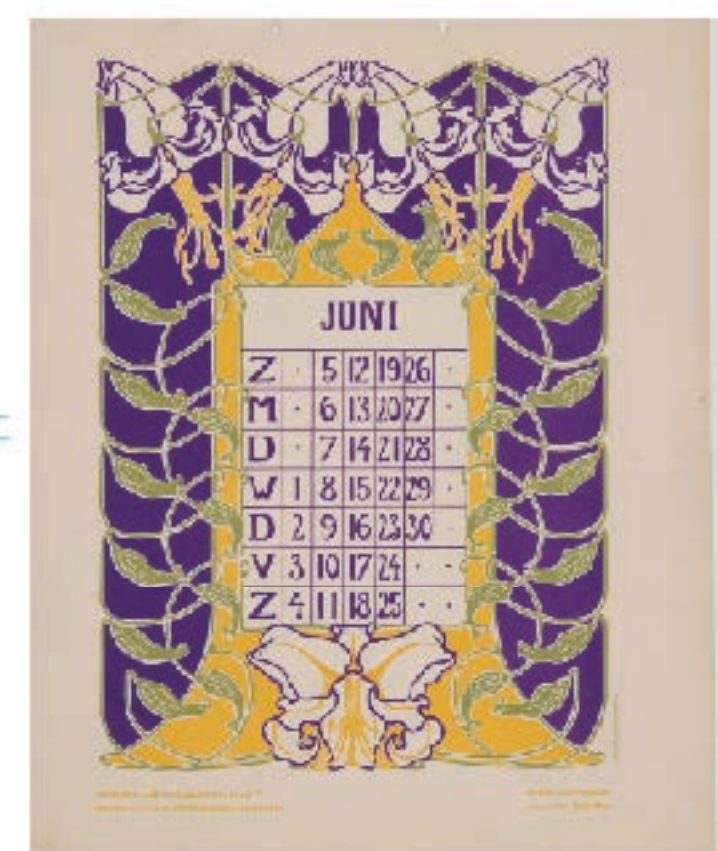 JUNI
Z · 5 12 19 26 ·
M · 6 13 20 27 ·
D · 7 14 21 28 ·
W 1 8 15 22 29 ·
D 2 9 16 23 30 ·
V 3 10 17 24 · ·
Z 4 11 18 25 · ·